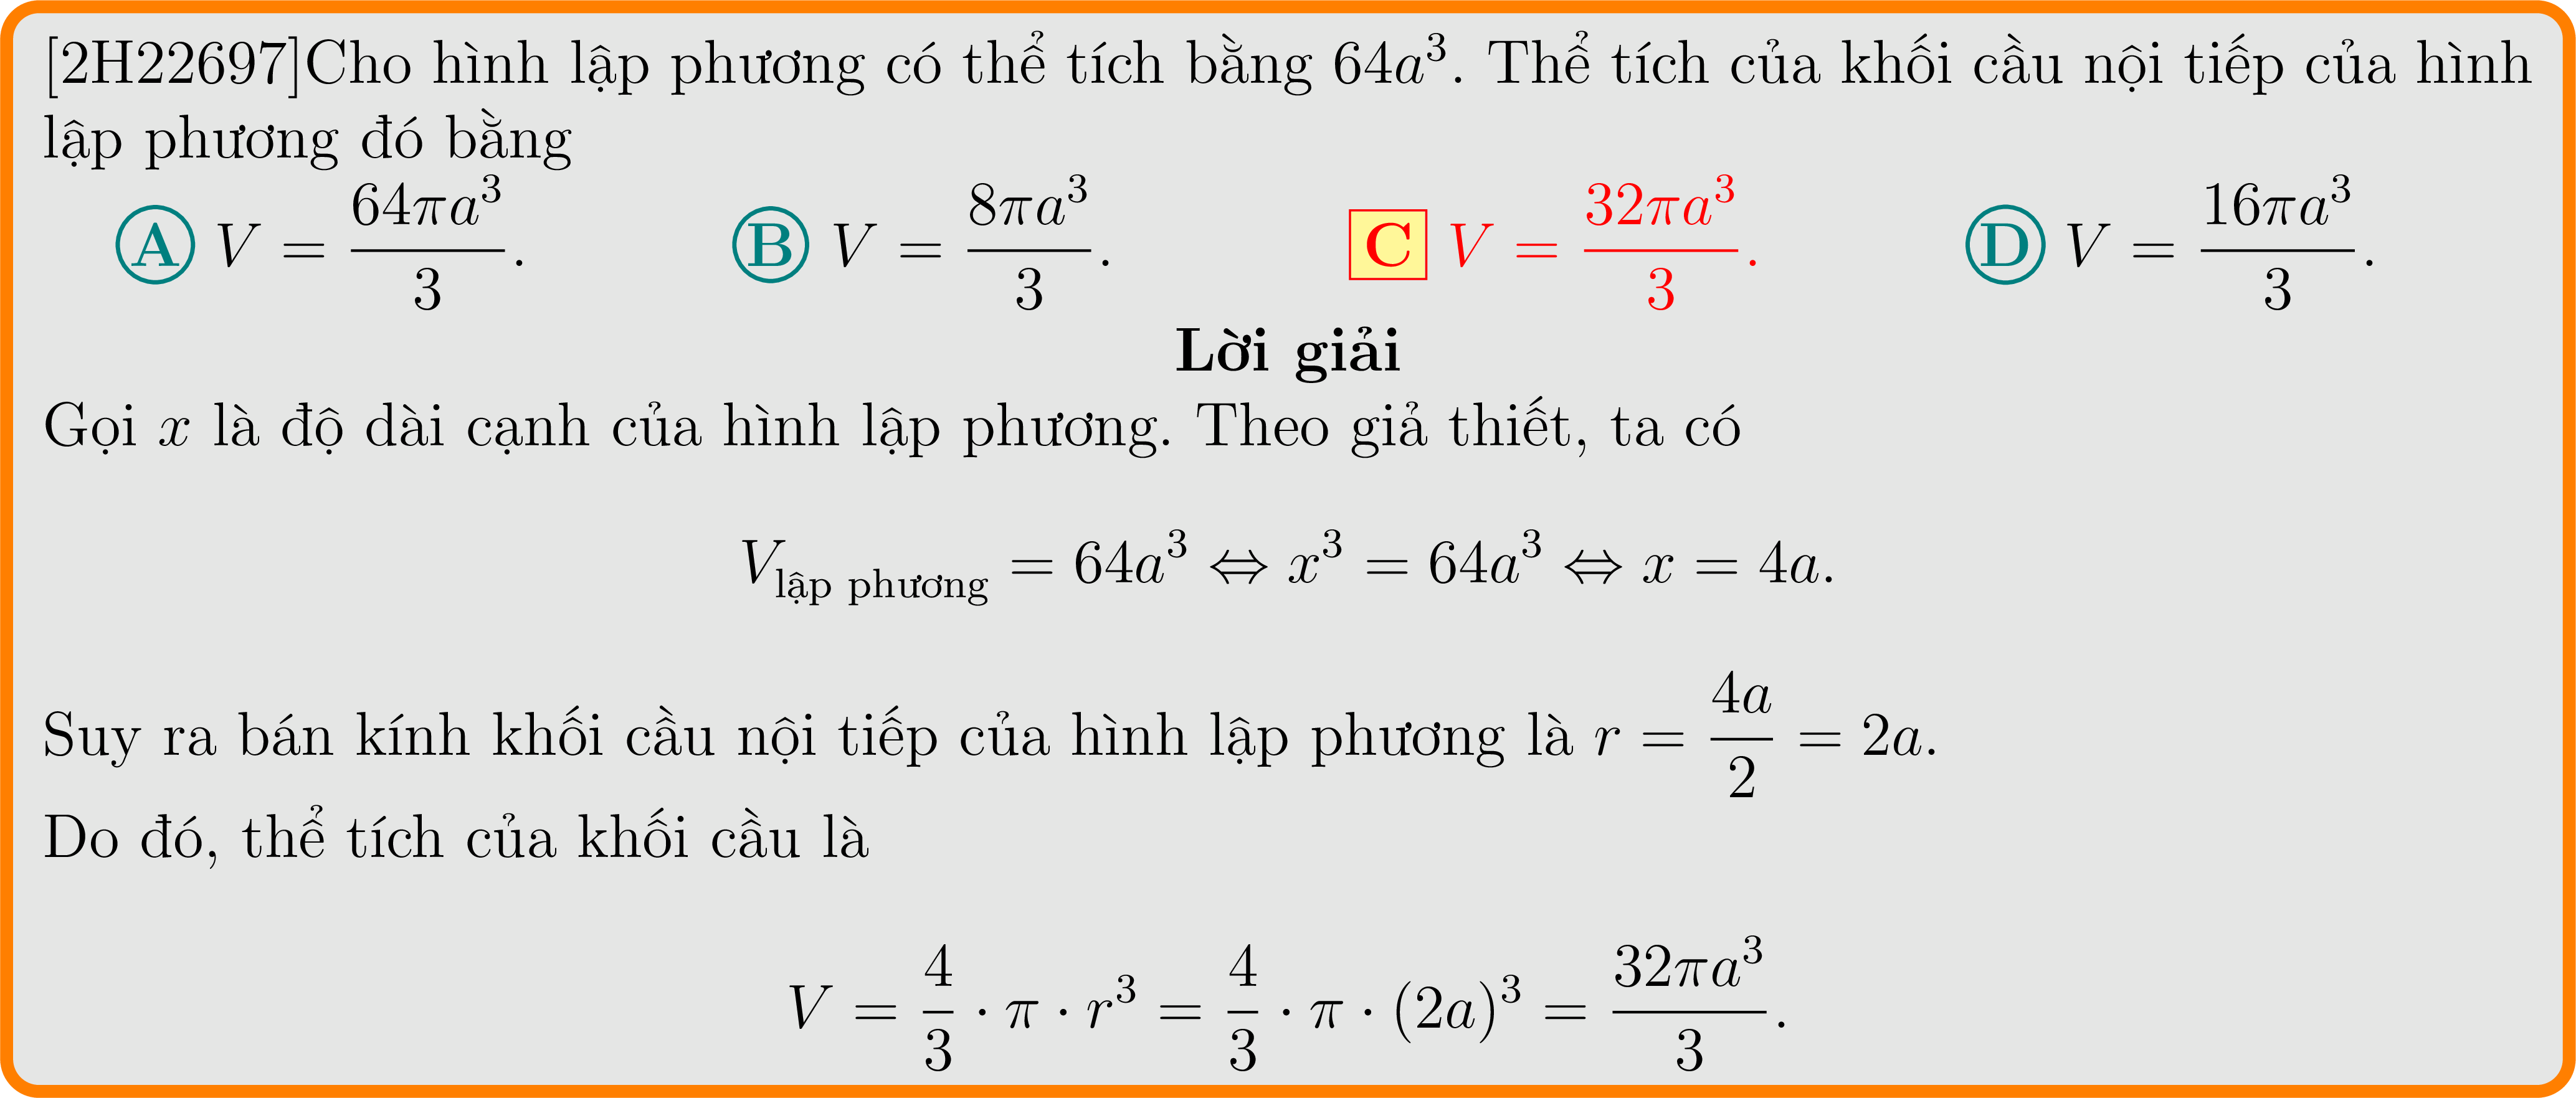 [2H22697]Cho hình lập phương có thể tích bằng 64a³. Thể tích của khối cầu nội tiếp của hình
lập phương đó bằng
A V = 64πa³/3. B V = 8πa³/3. C V = 32πa³/3. D V = 16πa³/3.
Lời giải
Gọi x là độ dài cạnh của hình lập phương. Theo giả thiết, ta có
V_lập phương = 64a³ ⇔ x³ = 64a³ ⇔ x = 4a.
Suy ra bán kính khối cầu nội tiếp của hình lập phương là r = 4a/2 = 2a.
Do đó, thể tích của khối cầu là
V = 4/3 · π · r³ = 4/3 · π · (2a)³ = 32πa³/3.